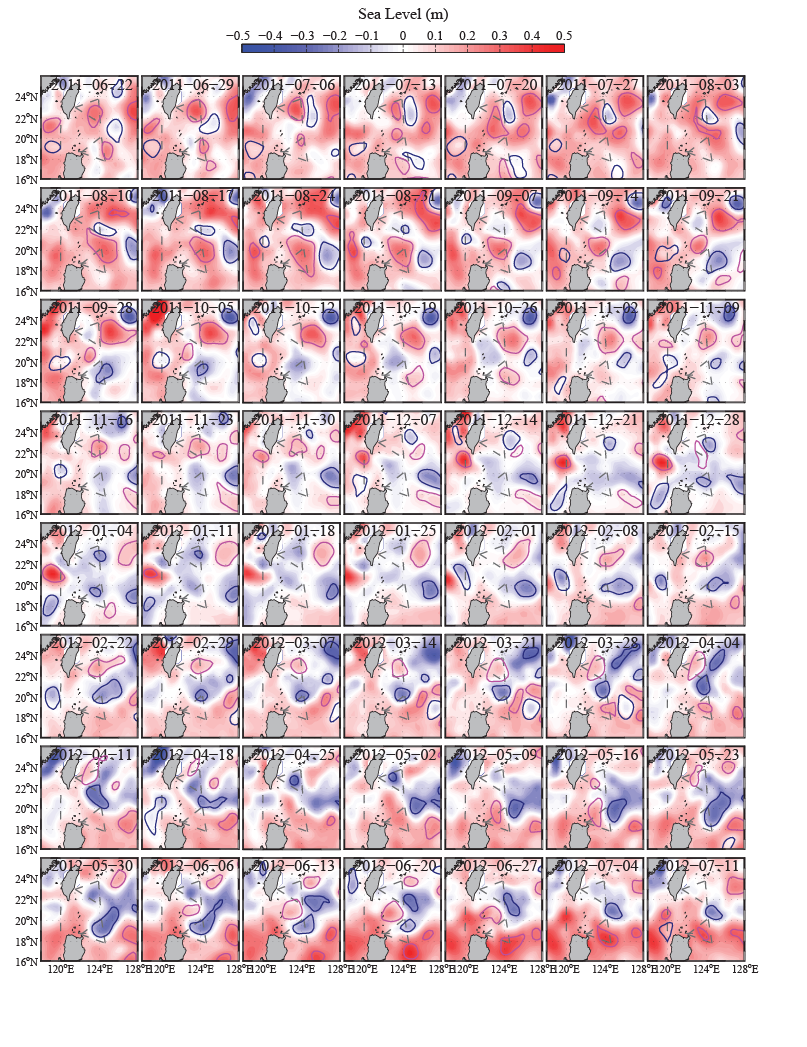 Sea Level (m)
−0.5 −0.4 −0.3 −0.2 −0.1 0 0.1 0.2 0.3 0.4 0.5
2011−06−22 2011−06−29 2011−07−06 2011−07−13 2011−07−20 2011−07−27 2011−08−03
24°N
22°N
20°N
18°N
16°N
2011−08−10 2011−08−17 2011−08−24 2011−08−31 2011−09−07 2011−09−14 2011−09−21
24°N
22°N
20°N
18°N
16°N
2011−09−28 2011−10−05 2011−10−12 2011−10−19 2011−10−26 2011−11−02 2011−11−09
24°N
22°N
20°N
18°N
16°N
2011−11−16 2011−11−23 2011−11−30 2011−12−07 2011−12−14 2011−12−21 2011−12−28
24°N
22°N
20°N
18°N
16°N
2012−01−04 2012−01−11 2012−01−18 2012−01−25 2012−02−01 2012−02−08 2012−02−15
24°N
22°N
20°N
18°N
16°N
2012−02−22 2012−02−29 2012−03−07 2012−03−14 2012−03−21 2012−03−28 2012−04−04
24°N
22°N
20°N
18°N
16°N
2012−04−11 2012−04−18 2012−04−25 2012−05−02 2012−05−09 2012−05−16 2012−05−23
24°N
22°N
20°N
18°N
16°N
2012−05−30 2012−06−06 2012−06−13 2012−06−20 2012−06−27 2012−07−04 2012−07−11
24°N
22°N
20°N
18°N
16°N
120°E 124°E 128°E 120°E 124°E 128°E 120°E 124°E 128°E 120°E 124°E 128°E 120°E 124°E 128°E 120°E 124°E 128°E 120°E 124°E 128°E